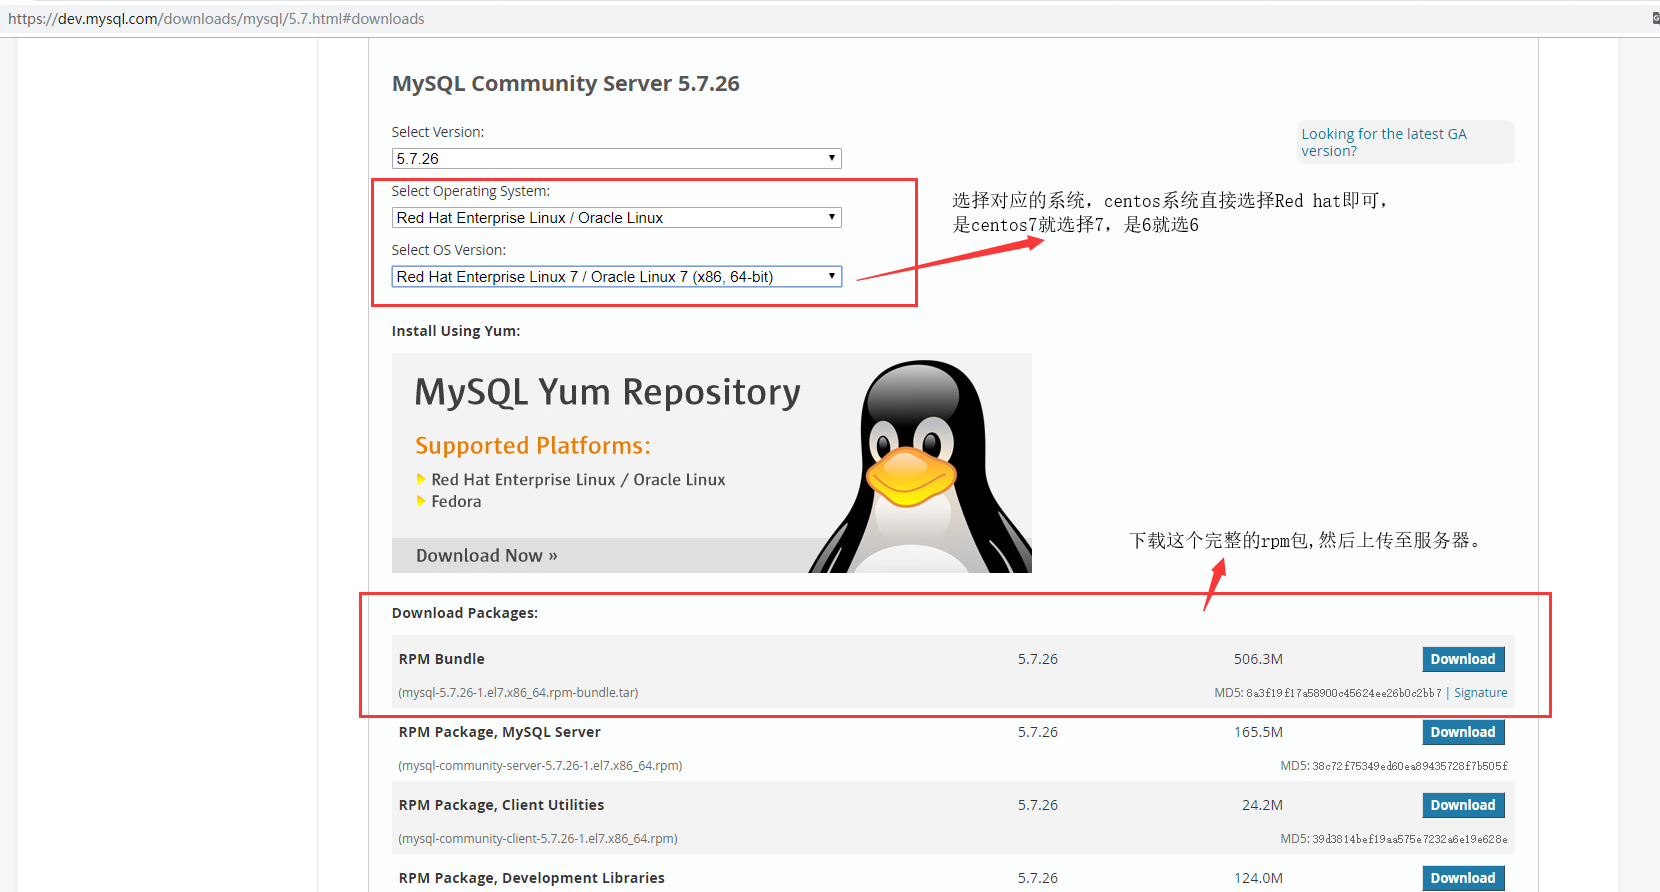 https://dev.mysql.com/downloads/mysql/5.7.html#downloads
MySQL Community Server 5.7.26
Select Version:
5.7.26
Looking for the latest GA
version?
Select Operating System:
Red Hat Enterprise Linux / Oracle Linux
选择对应的系统，centos系统直接选择Red hat即可，
是centos7就选择7，是6就选6
Select OS Version:
Red Hat Enterprise Linux 7 / Oracle Linux 7 (x86, 64-bit)
Install Using Yum:
MySQL Yum Repository
Supported Platforms:
Red Hat Enterprise Linux / Oracle Linux
Fedora
Download Now »
下载这个完整的rpm包,然后上传至服务器。
Download Packages:
RPM Bundle 5.7.26 506.3M Download
(mysql-5.7.26-1.el7.x86_64.rpm-bundle.tar) MD5: 8a3f19f17a58900c45624ee26b0c2bb7 | Signature
RPM Package, MySQL Server 5.7.26 165.5M Download
(mysql-community-server-5.7.26-1.el7.x86_64.rpm) MD5: 38c72f75349ed60ea89435728f7b505f
RPM Package, Client Utilities 5.7.26 24.2M Download
(mysql-community-client-5.7.26-1.el7.x86_64.rpm) MD5: 39d3814bef19aa575e7232a6e19e628e
RPM Package, Development Libraries 5.7.26 124.0M Download